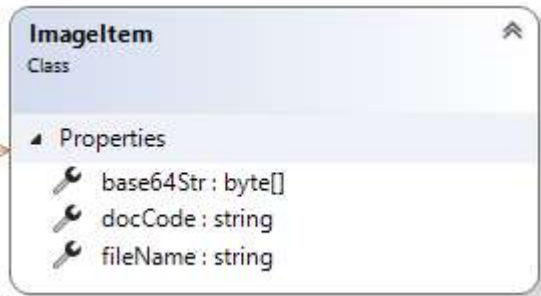 ImageItem
Class
Properties
base64Str : byte[]
docCode : string
fileName : string